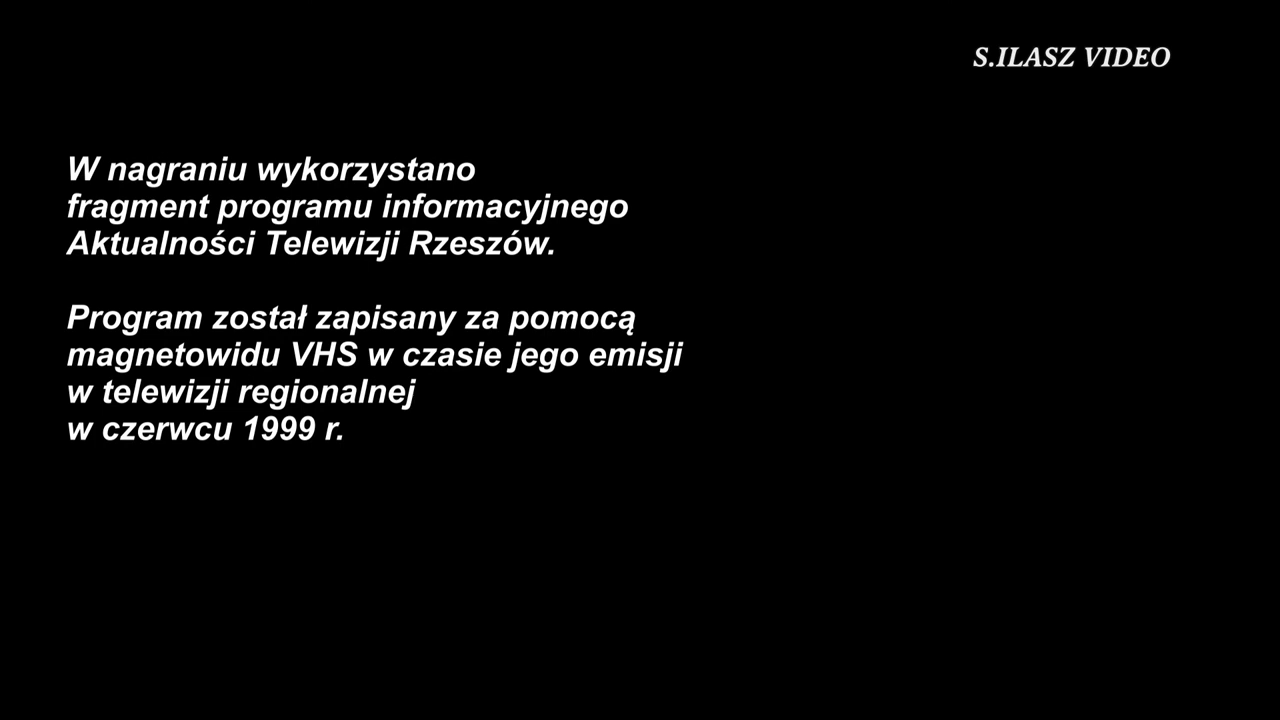 S.ILASZ VIDEO
W nagraniu wykorzystano
fragment programu informacyjnego
Aktualności Telewizji Rzeszów.
Program został zapisany za pomocą
magnetowidu VHS w czasie jego emisji
w telewizji regionalnej
w czerwcu 1999 r.